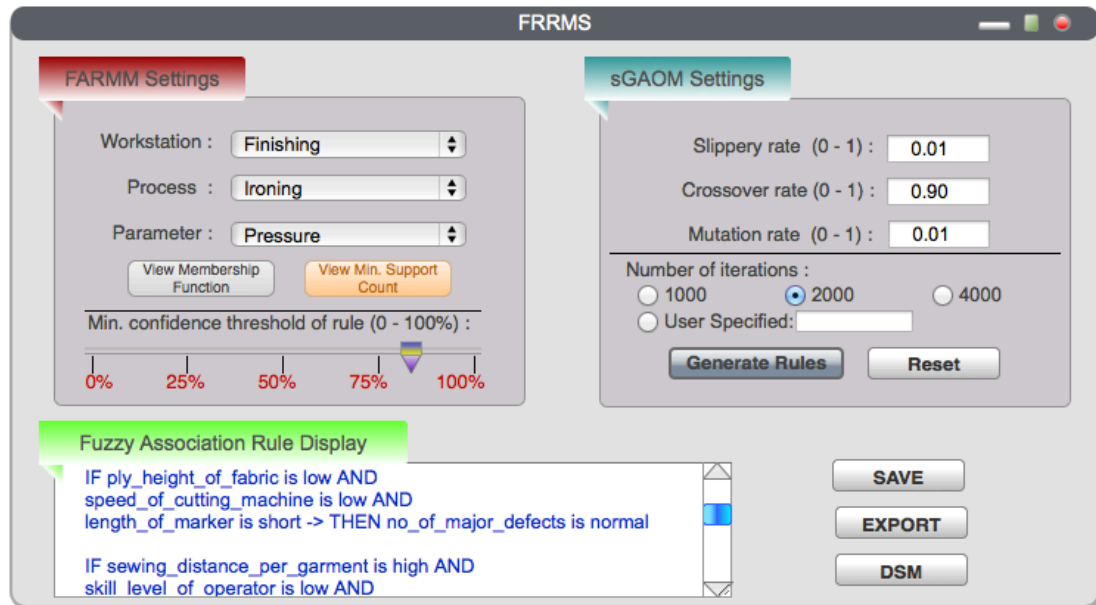 FRRMS
FARMM Settings
Workstation : Finishing
Process : Ironing
Parameter : Pressure
View Membership
Function
View Min. Support
Count
Min. confidence threshold of rule (0 - 100%) :
0% 25% 50% 75% 100%
sGAOM Settings
Slippery rate (0 - 1) : 0.01
Crossover rate (0 - 1) : 0.90
Mutation rate (0 - 1) : 0.01
Number of iterations :
1000 2000 4000
User Specified:
Generate Rules Reset
Fuzzy Association Rule Display
IF ply_height_of_fabric is low AND
speed_of_cutting_machine is low AND
length_of_marker is short -> THEN no_of_major_defects is normal
IF sewing_distance_per_garment is high AND
skill_level_of_operator is low AND
SAVE
EXPORT
DSM